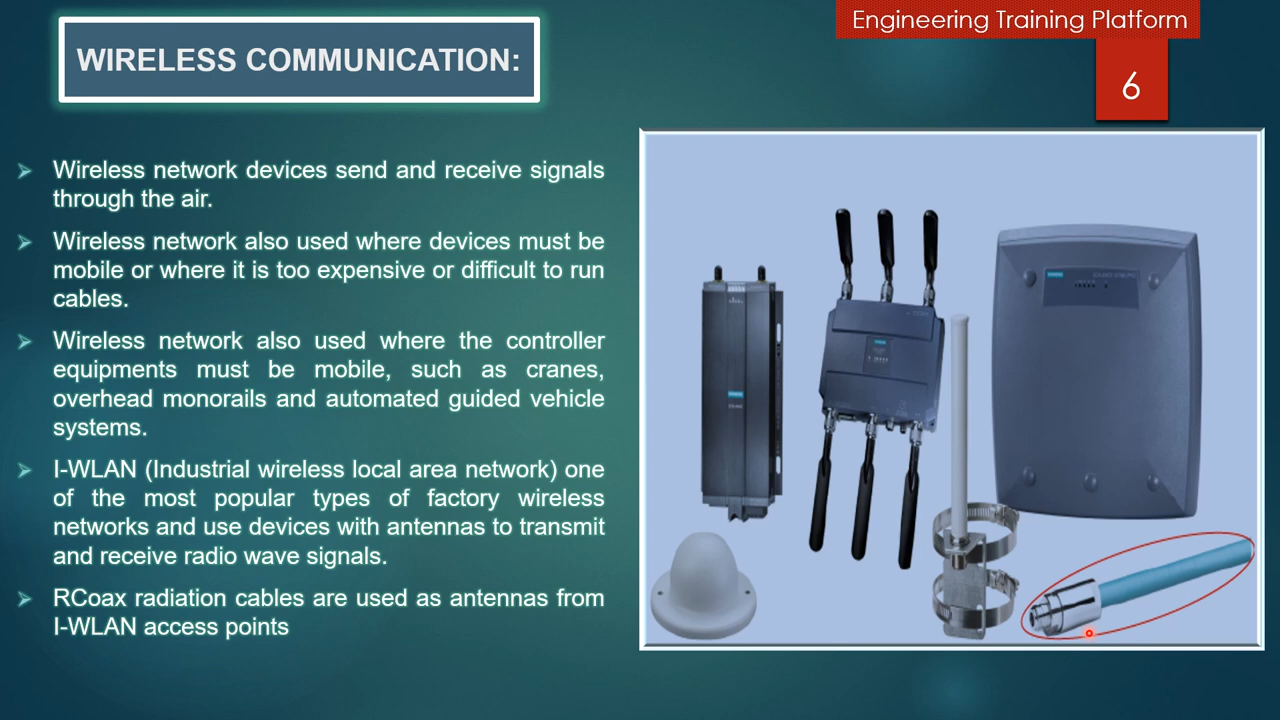 Engineering Training Platform
WIRELESS COMMUNICATION:
6
Wireless network devices send and receive signals
through the air.
Wireless network also used where devices must be
mobile or where it is too expensive or difficult to run
cables.
Wireless network also used where the controller
equipments must be mobile, such as cranes,
overhead monorails and automated guided vehicle
systems.
I-WLAN (Industrial wireless local area network) one
of the most popular types of factory wireless
networks and use devices with antennas to transmit
and receive radio wave signals.
RCoax radiation cables are used as antennas from
I-WLAN access points